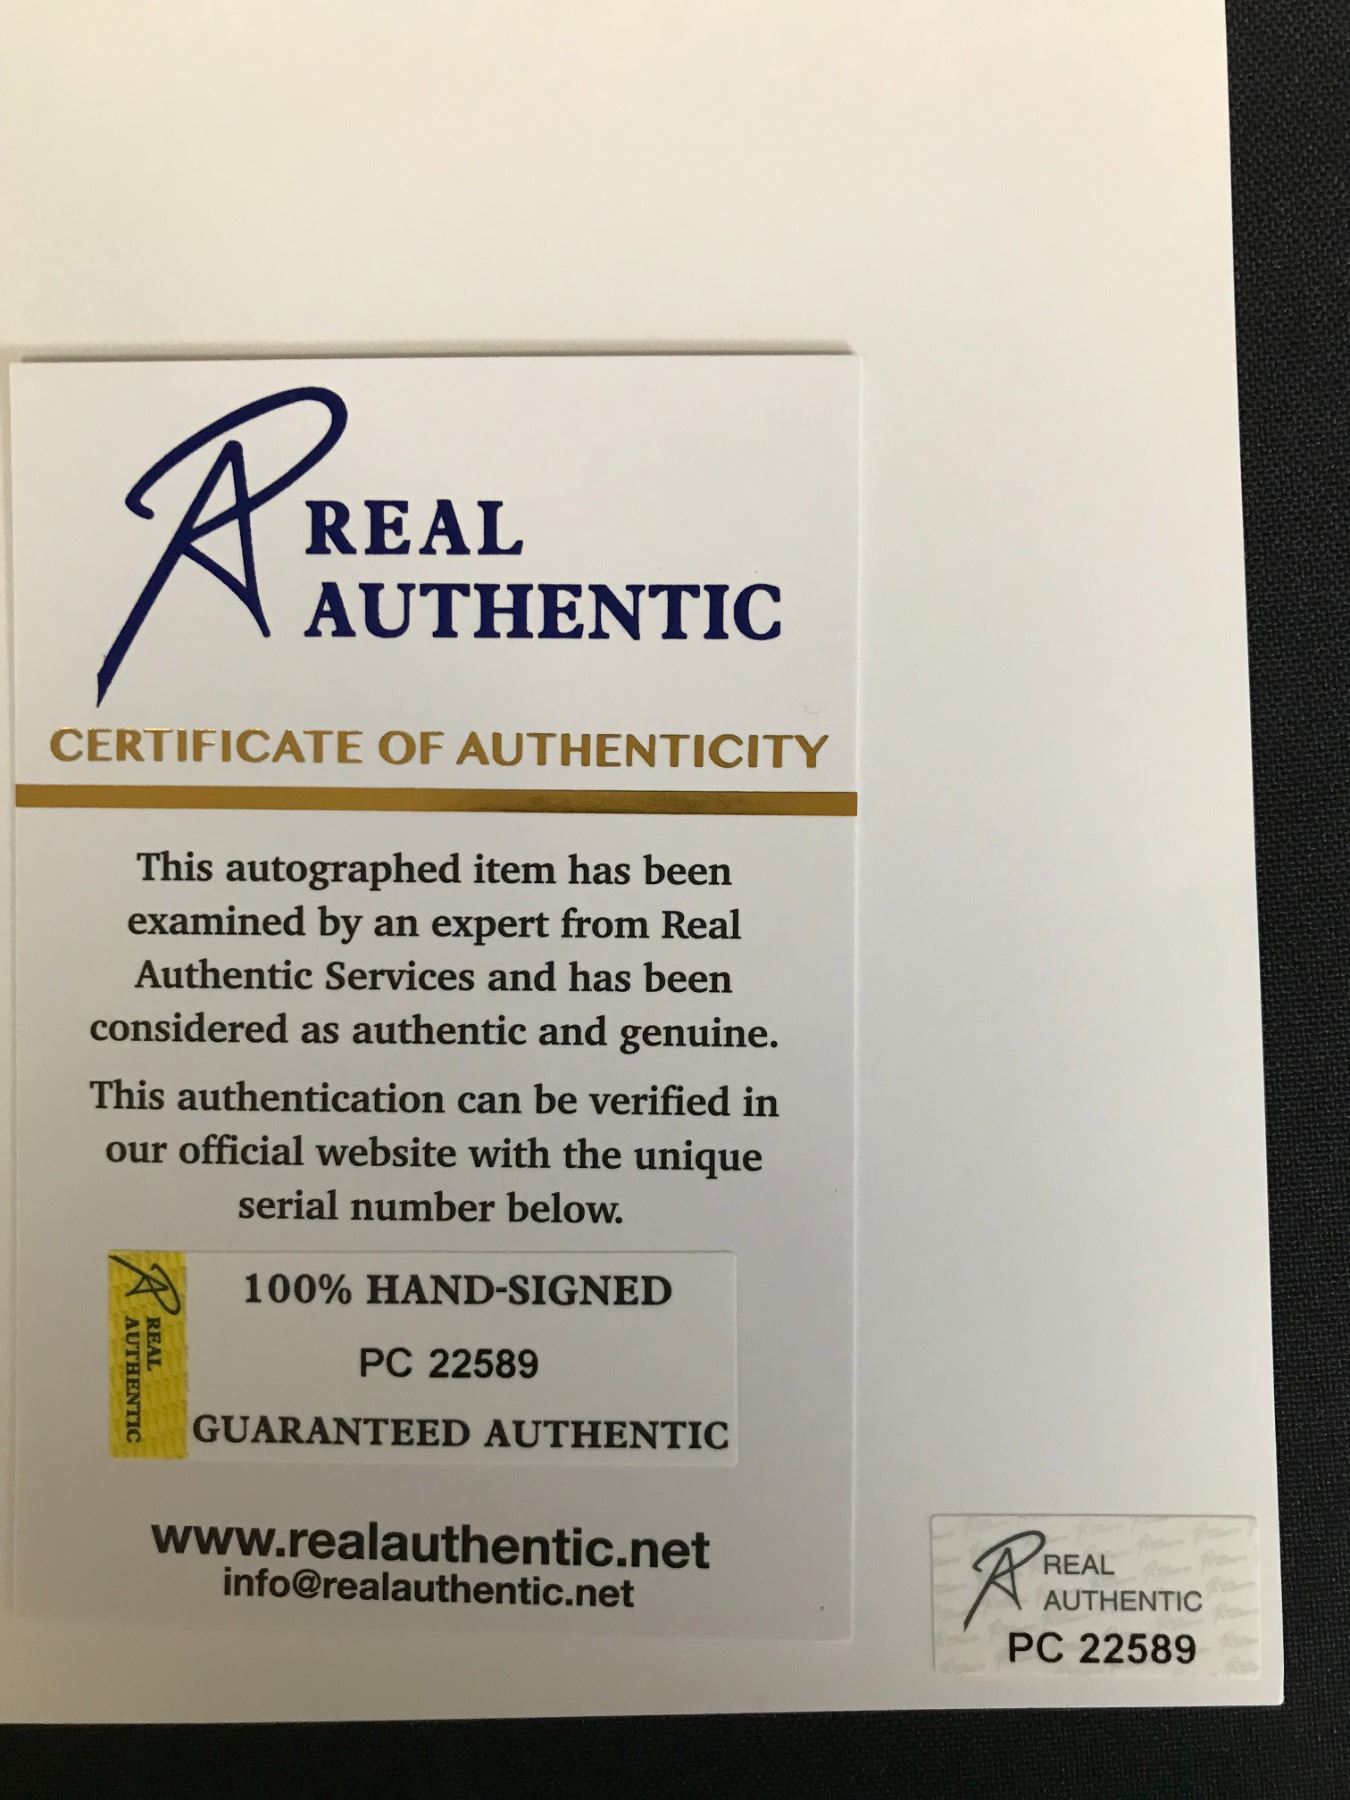 REAL
AUTHENTIC
CERTIFICATE OF AUTHENTICITY
This autographed item has been
examined by an expert from Real
Authentic Services and has been
considered as authentic and genuine.
This authentication can be verified in
our official website with the unique
serial number below.
REAL
AUTHENTIC
100% HAND-SIGNED
PC 22589
GUARANTEED AUTHENTIC
www.realauthentic.net
info@realauthentic.net
REAL
AUTHENTIC
PC 22589